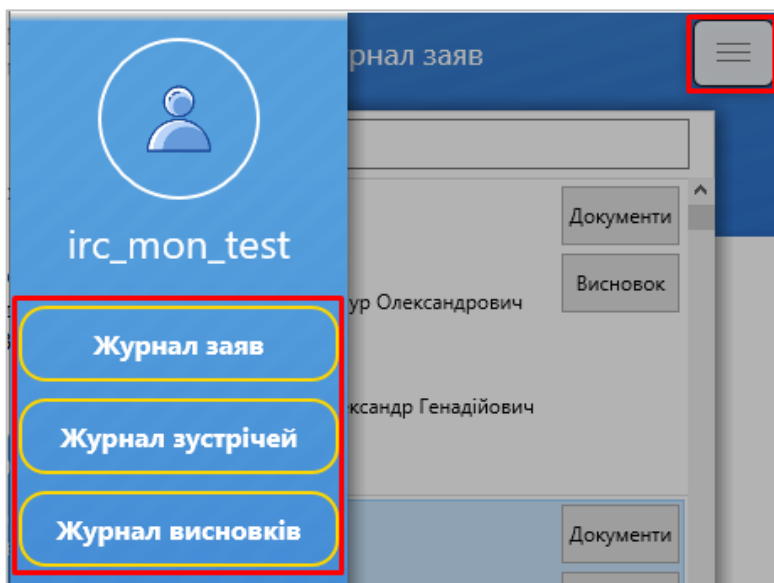 рнал заяв
irc_mon_test
Журнал заяв
Журнал зустрічей
Журнал висновків
Документи
Висновок
ур Олександрович
ксандр Генадійович
Документи